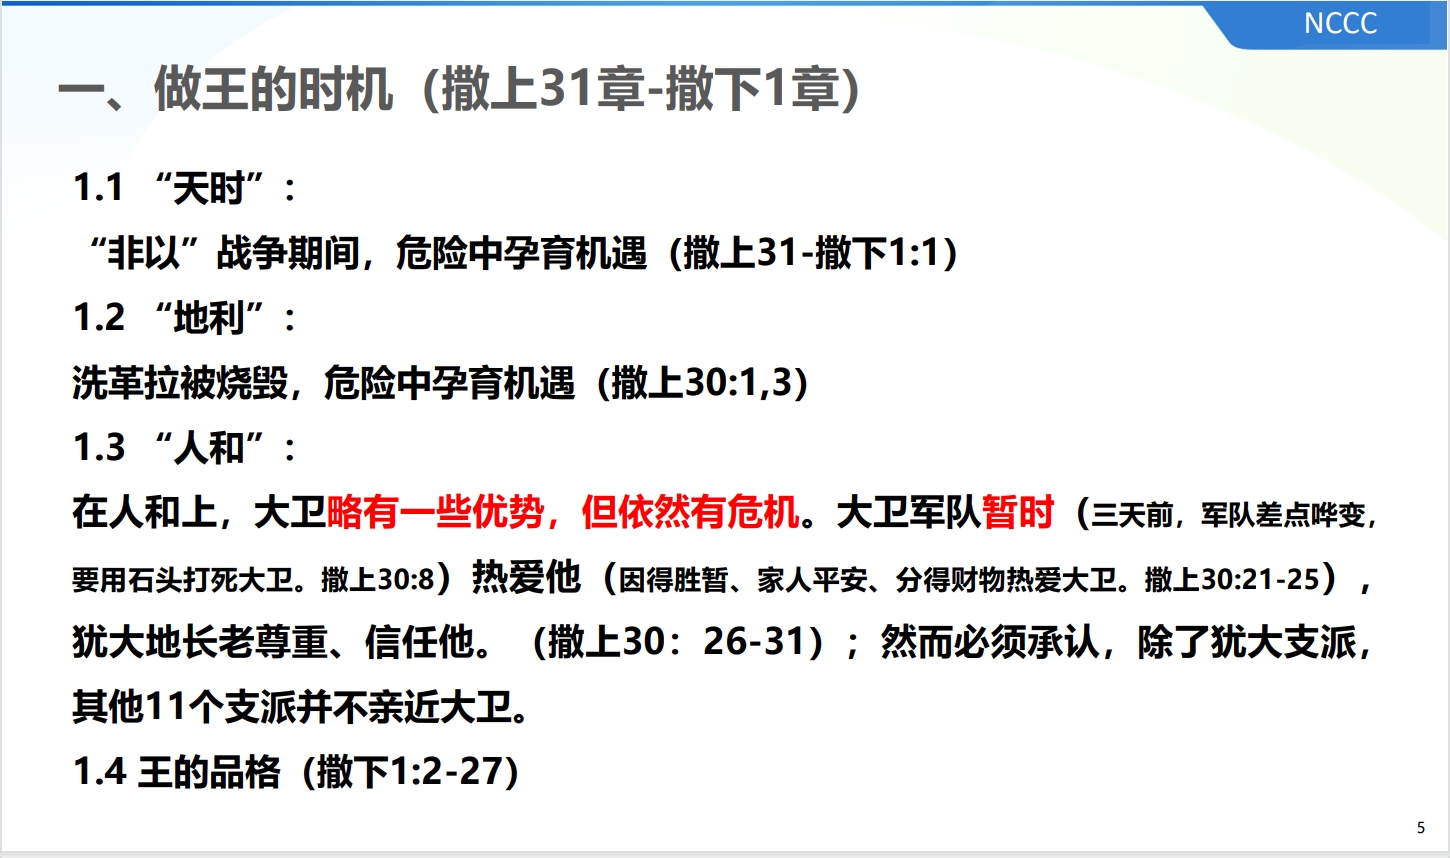 NCCC
一、做王的时机（撒上31章-撒下1章）
1.1 “天时”：
“非以”战争期间，危险中孕育机遇（撒上31-撒下1:1）
1.2 “地利”：
洗革拉被烧毁，危险中孕育机遇（撒上30:1,3）
1.3 “人和”：
在人和上，大卫略有一些优势，但依然有危机。大卫军队暂时（三天前，军队差点哗变，
要用石头打死大卫。撒上30:8）热爱他（因得胜暂、家人平安、分得财物热爱大卫。撒上30:21-25），
犹大地长老尊重、信任他。（撒上30：26-31）；然而必须承认，除了犹大支派，
其他11个支派并不亲近大卫。
1.4 王的品格（撒下1:2-27）
5